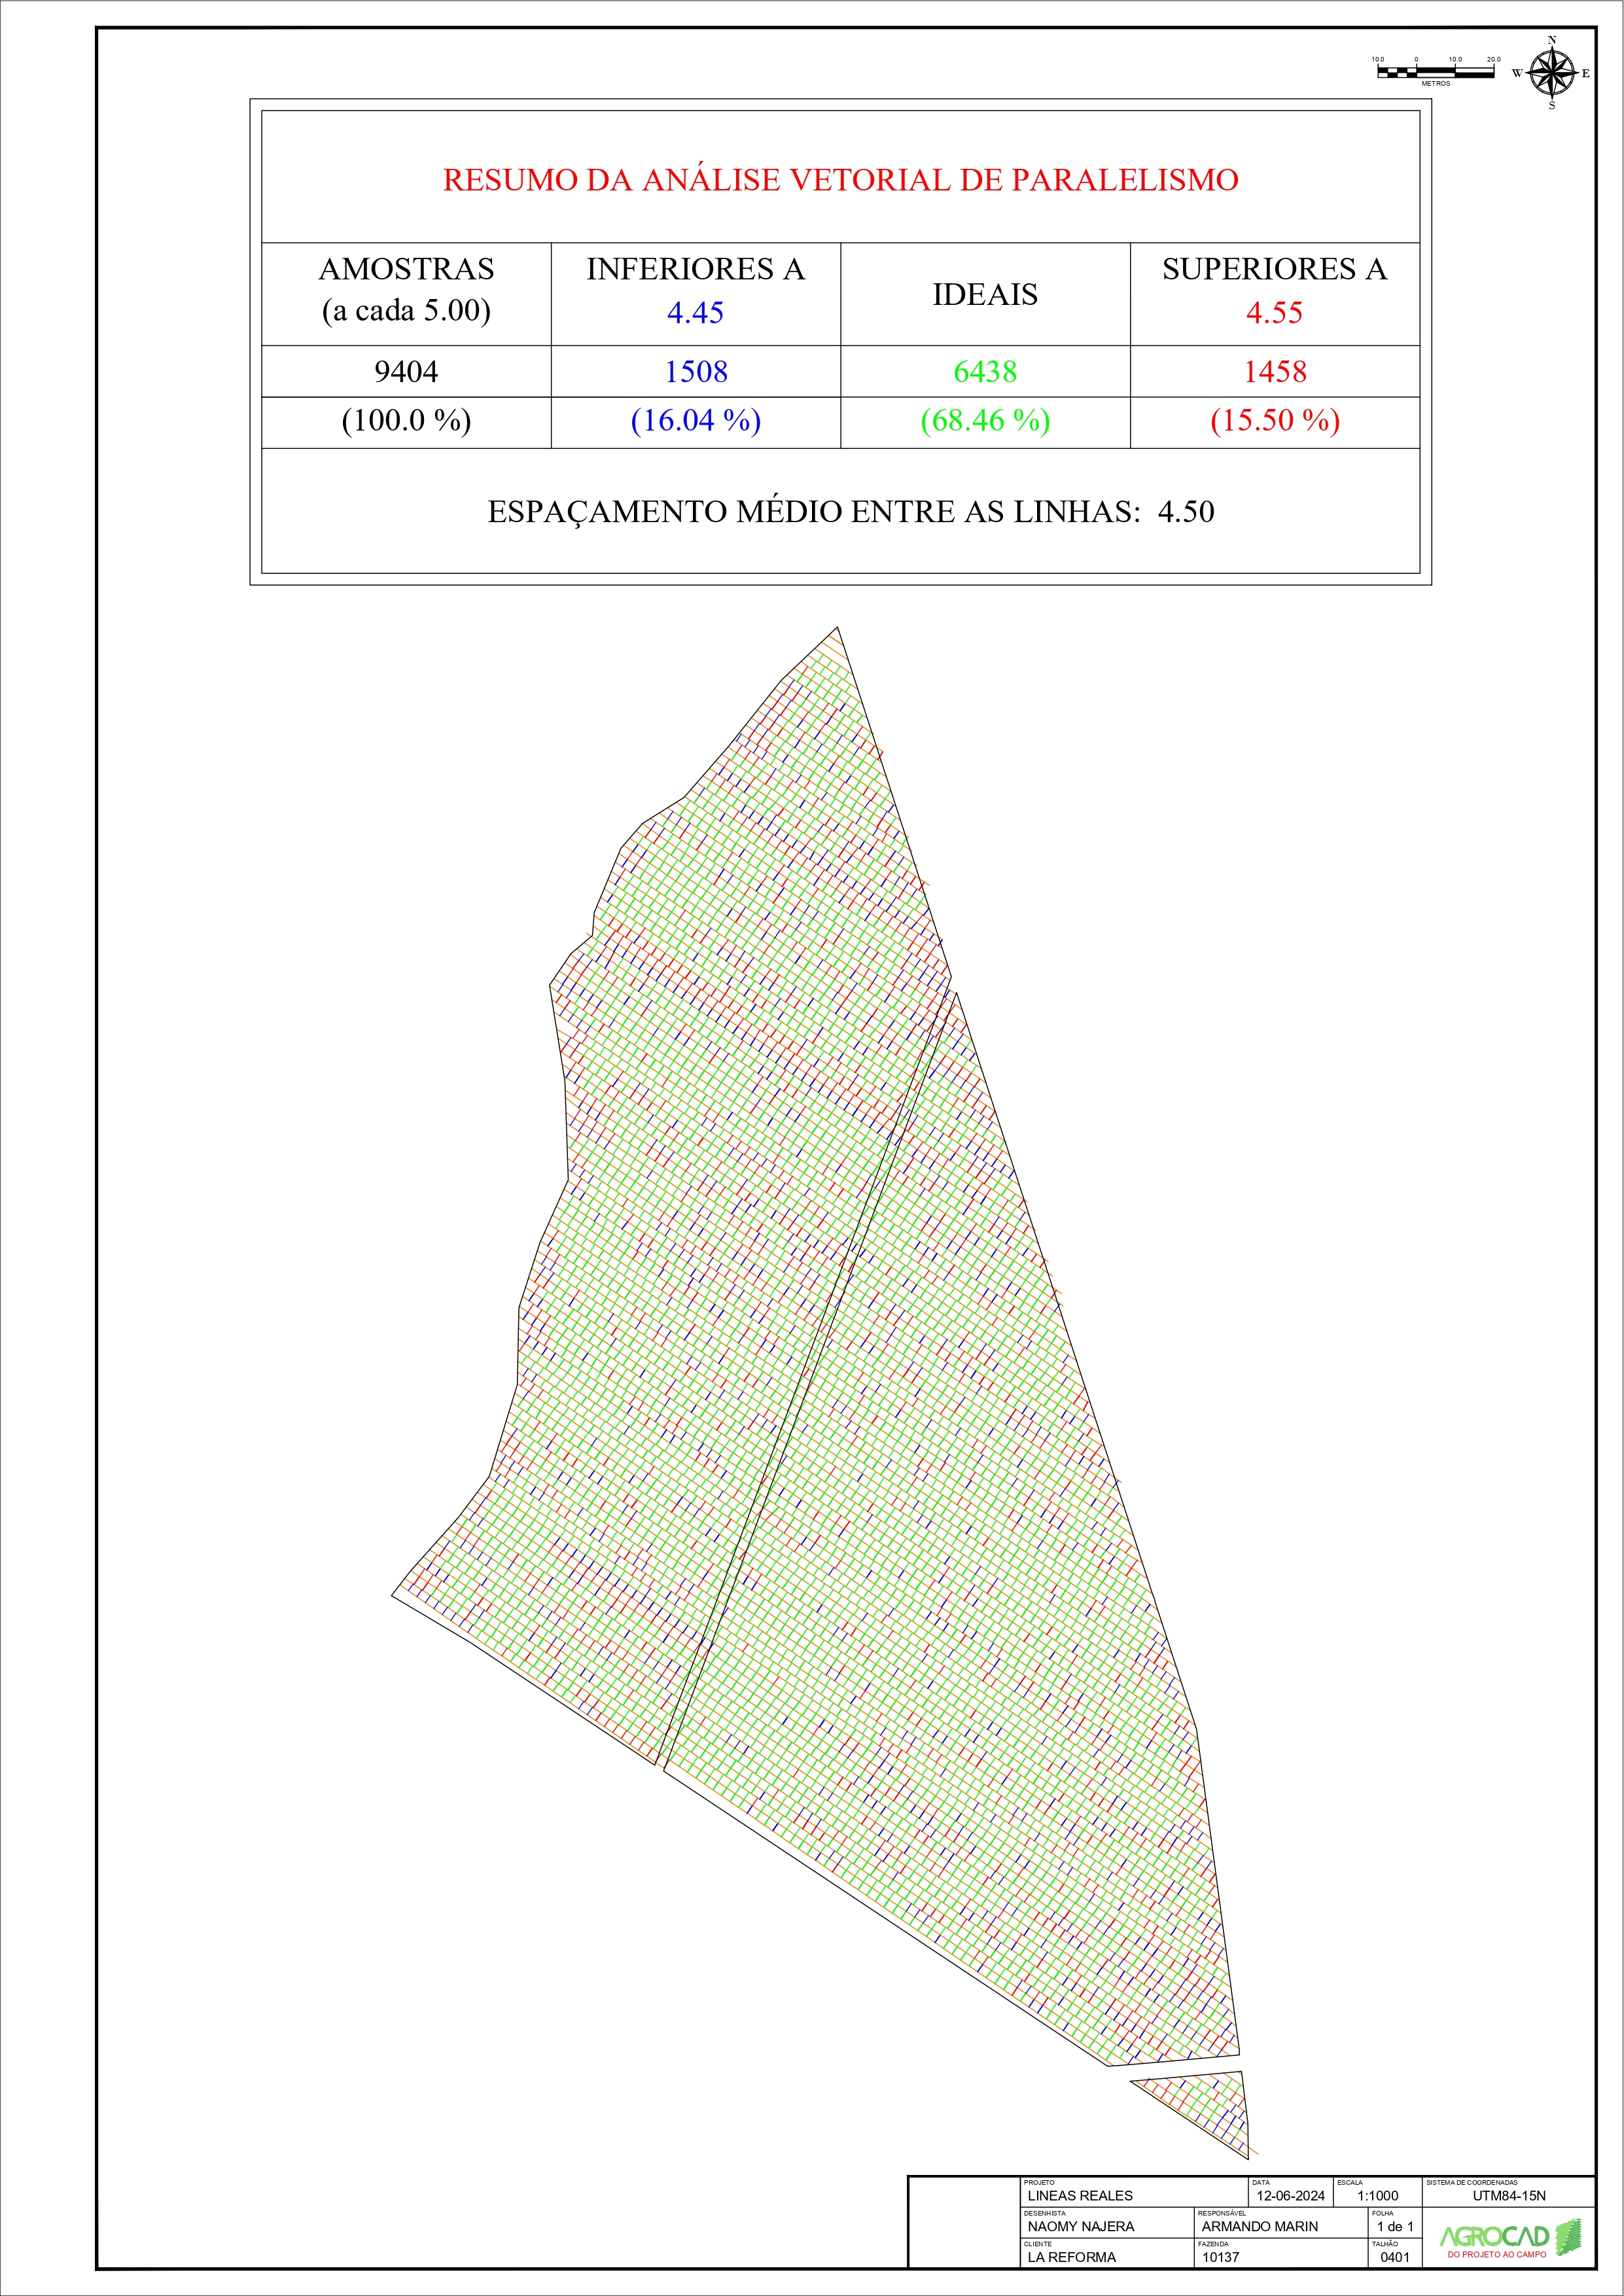 N
10.0 0 10.0 20.0
W E
METROS
S
RESUMO DA ANÁLISE VETORIAL DE PARALELISMO
AMOSTRAS INFERIORES A IDEAIS SUPERIORES A
(a cada 5.00) 4.45 4.55
9404 1508 6438 1458
(100.0 %) (16.04 %) (68.46 %) (15.50 %)
ESPAÇAMENTO MÉDIO ENTRE AS LINHAS: 4.50
PROJETO DATA ESCALA SISTEMA DE COORDENADAS
LINEAS REALES 12-06-2024 1:1000 UTM84-15N
DESENHISTA RESPONSÁVEL FOLHA
NAOMY NAJERA ARMANDO MARIN 1 de 1
CLIENTE FAZENDA TALHÃO
LA REFORMA 10137 0401
AGROCAD
DO PROJETO AO CAMPO